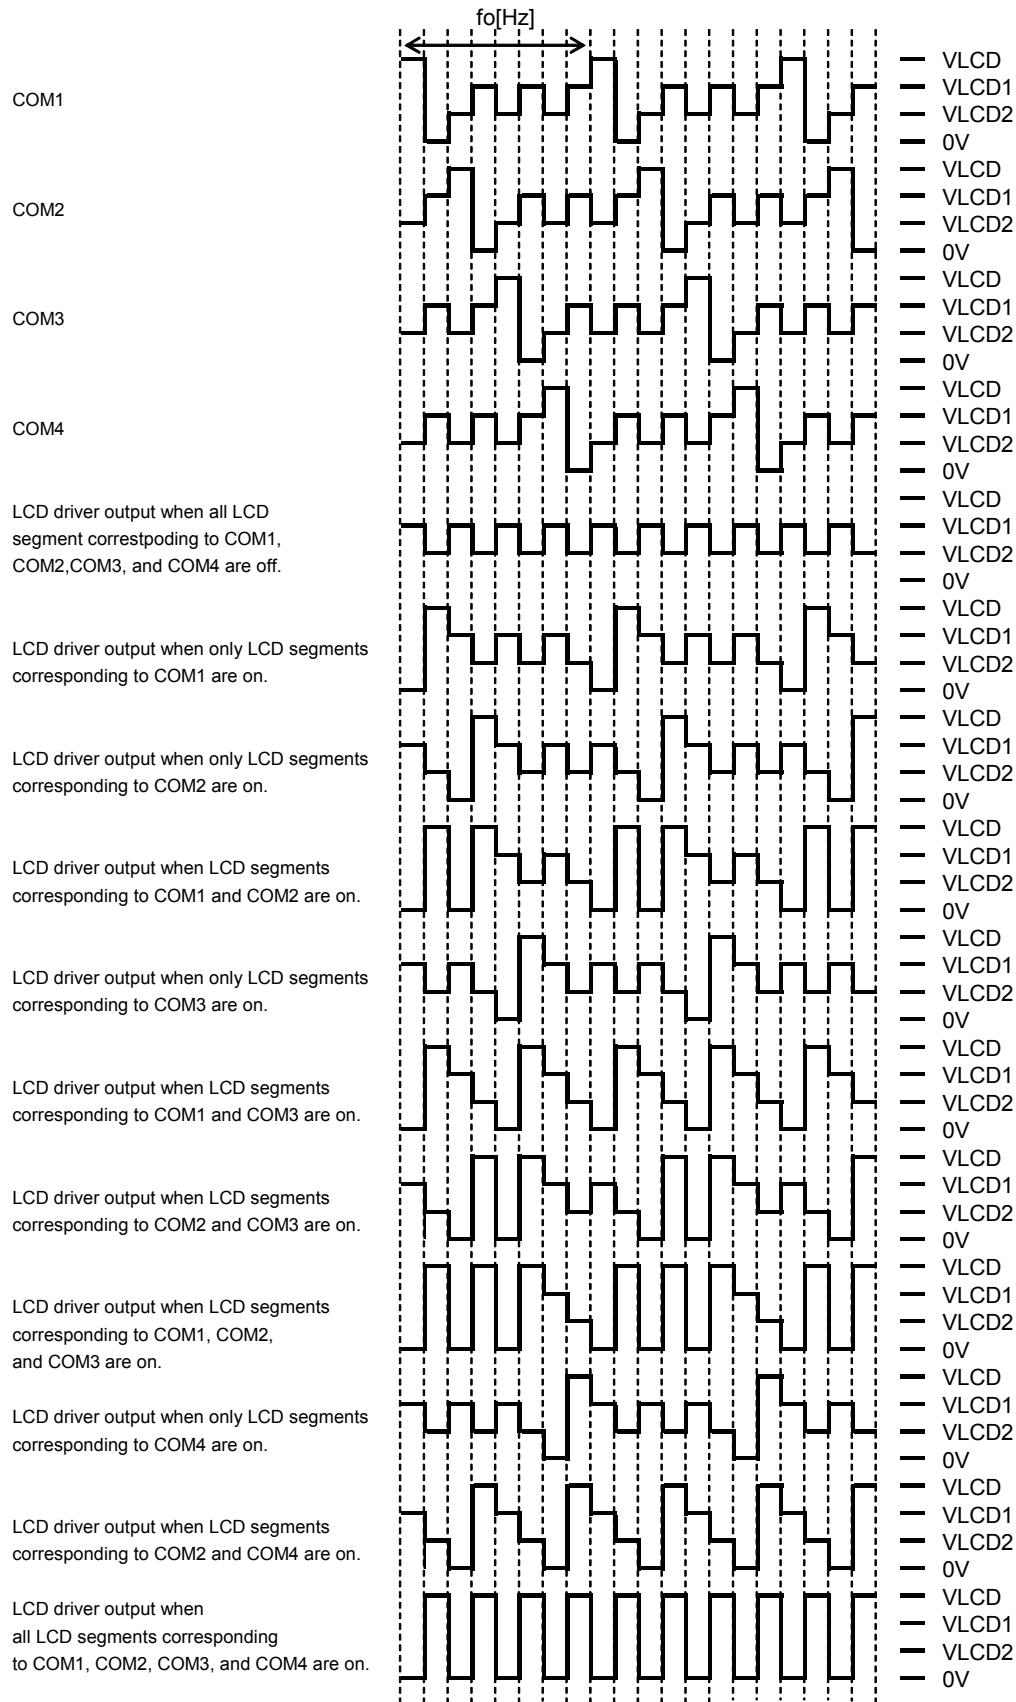 fo[Hz]
COM1
VLCD
VLCD1
VLCD2
0V
COM2
VLCD
VLCD1
VLCD2
0V
COM3
VLCD
VLCD1
VLCD2
0V
COM4
VLCD
VLCD1
VLCD2
0V
LCD driver output when all LCD
segment correstpoding to COM1,
COM2,COM3, and COM4 are off.
VLCD
VLCD1
VLCD2
0V
LCD driver output when only LCD segments
corresponding to COM1 are on.
VLCD
VLCD1
VLCD2
0V
LCD driver output when only LCD segments
corresponding to COM2 are on.
VLCD
VLCD1
VLCD2
0V
LCD driver output when LCD segments
corresponding to COM1 and COM2 are on.
VLCD
VLCD1
VLCD2
0V
LCD driver output when only LCD segments
corresponding to COM3 are on.
VLCD
VLCD1
VLCD2
0V
LCD driver output when LCD segments
corresponding to COM1 and COM3 are on.
VLCD
VLCD1
VLCD2
0V
LCD driver output when LCD segments
corresponding to COM2 and COM3 are on.
VLCD
VLCD1
VLCD2
0V
LCD driver output when LCD segments
corresponding to COM1, COM2,
and COM3 are on.
VLCD
VLCD1
VLCD2
0V
LCD driver output when only LCD segments
corresponding to COM4 are on.
VLCD
VLCD1
VLCD2
0V
LCD driver output when LCD segments
corresponding to COM2 and COM4 are on.
VLCD
VLCD1
VLCD2
0V
LCD driver output when
all LCD segments corresponding
to COM1, COM2, COM3, and COM4 are on.
VLCD
VLCD1
VLCD2
0V